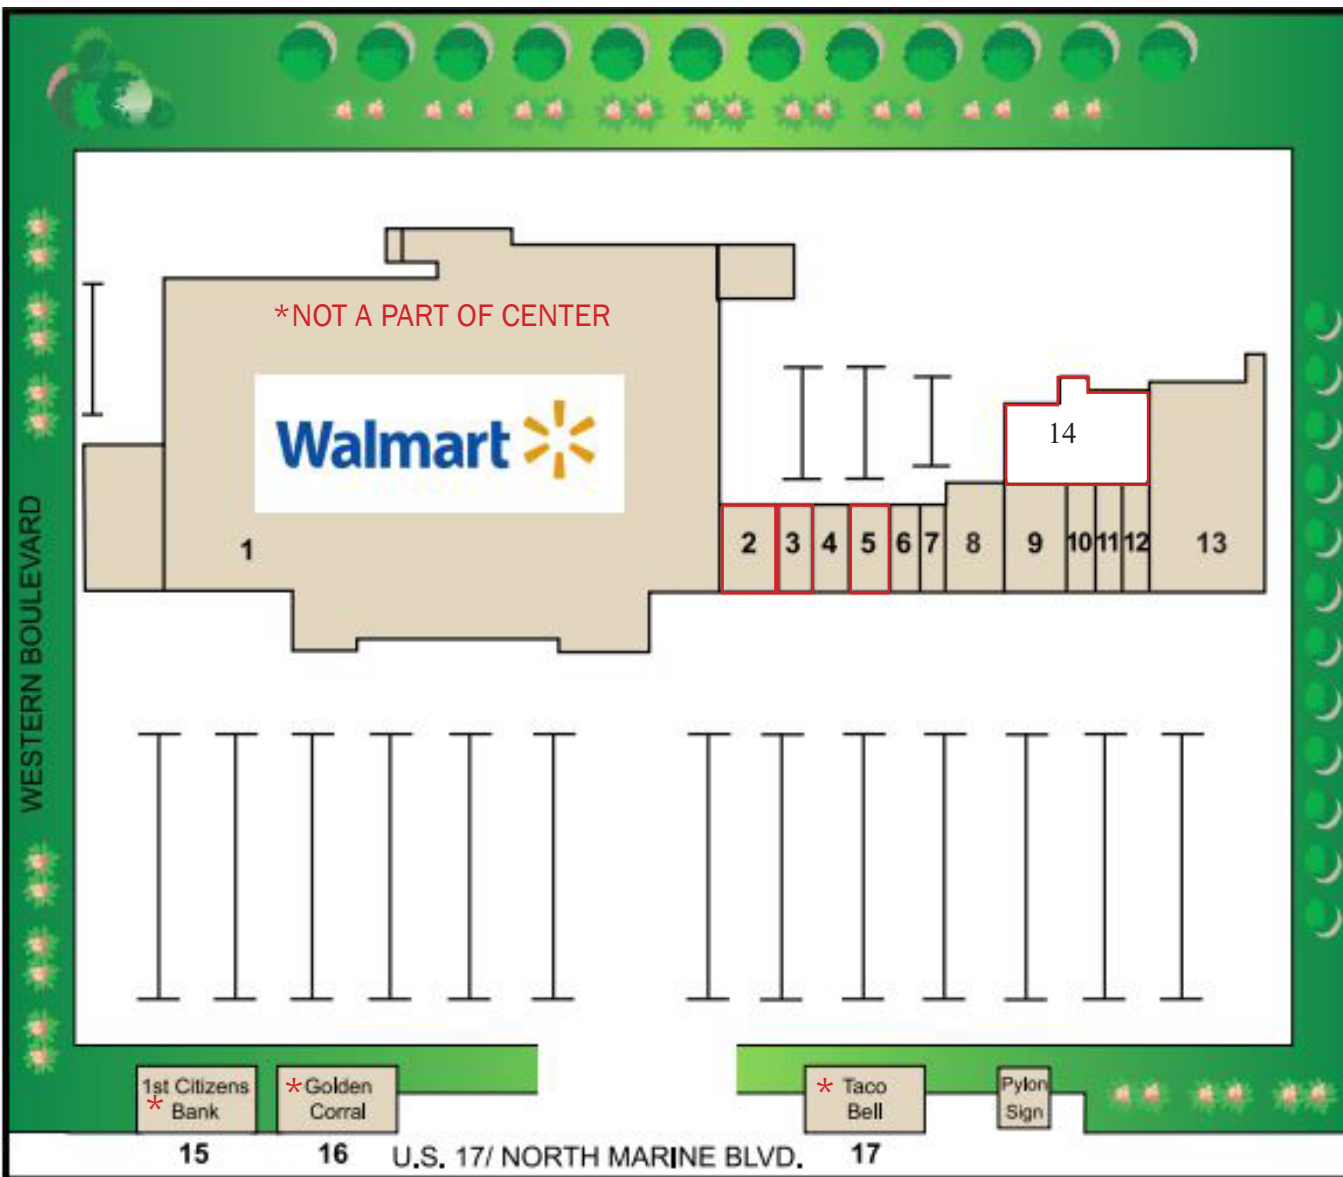 *NOT A PART OF CENTER
Walmart
14
1
2 3 4 5 6 7 8 9 10 11 12 13
WESTERN BOULEVARD
1st Citizens
* Bank
*Golden
Corral
* Taco
Bell
Pylon
Sign
15 16 U.S. 17/ NORTH MARINE BLVD. 17